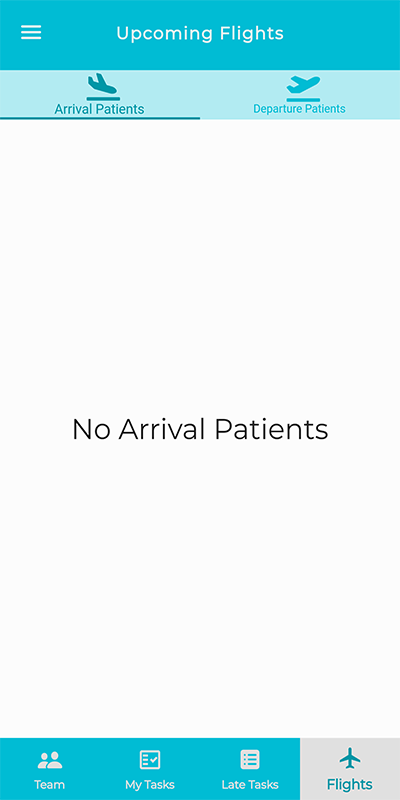 Upcoming Flights
Arrival Patients
Departure Patients
No Arrival Patients
Team
My Tasks
Late Tasks
Flights